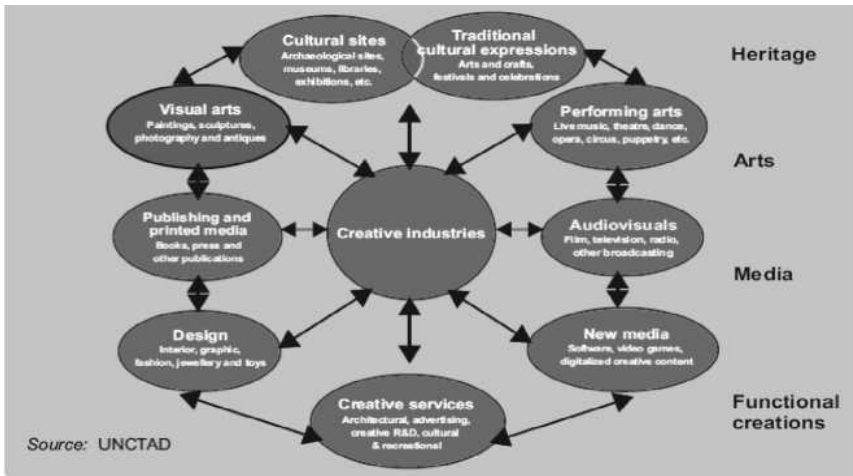 Cultural sites
Archaeological sites,
museums, libraries,
exhibitions, etc.
Traditional
cultural expressions
Arts and crafts,
festivals and celebrations
Heritage
Visual arts
Paintings, sculptures,
photography and antiques
Performing arts
Live music, theatre, dance,
opera, circus, puppetry, etc.
Arts
Publishing and
printed media
Books, press and
other publications
Creative industries
Audiovisuals
Film, television, radio,
other broadcasting
Media
Design
Interior, graphic,
fashion, jewellery and toys
New media
Software, video games,
digitalized creative content
Creative services
Architectural, advertising,
creative R&D, cultural
& recreational
Functional
creations
Source: UNCTAD